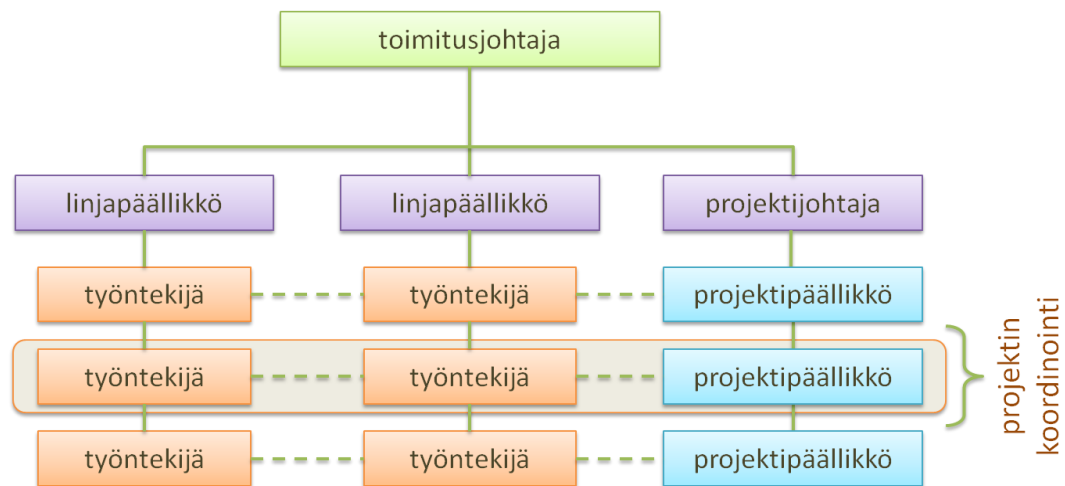 toimitusjohtaja
linjapäällikkö
linjapäällikkö
projektijohtaja
työntekijä
työntekijä
projektipäällikkö
työntekijä
työntekijä
projektipäällikkö
projektin
koordinointi
työntekijä
työntekijä
projektipäällikkö